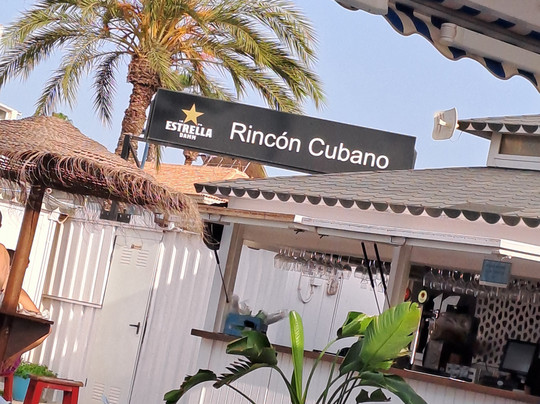 ESTRELLA
DAMM
Rincón Cubano